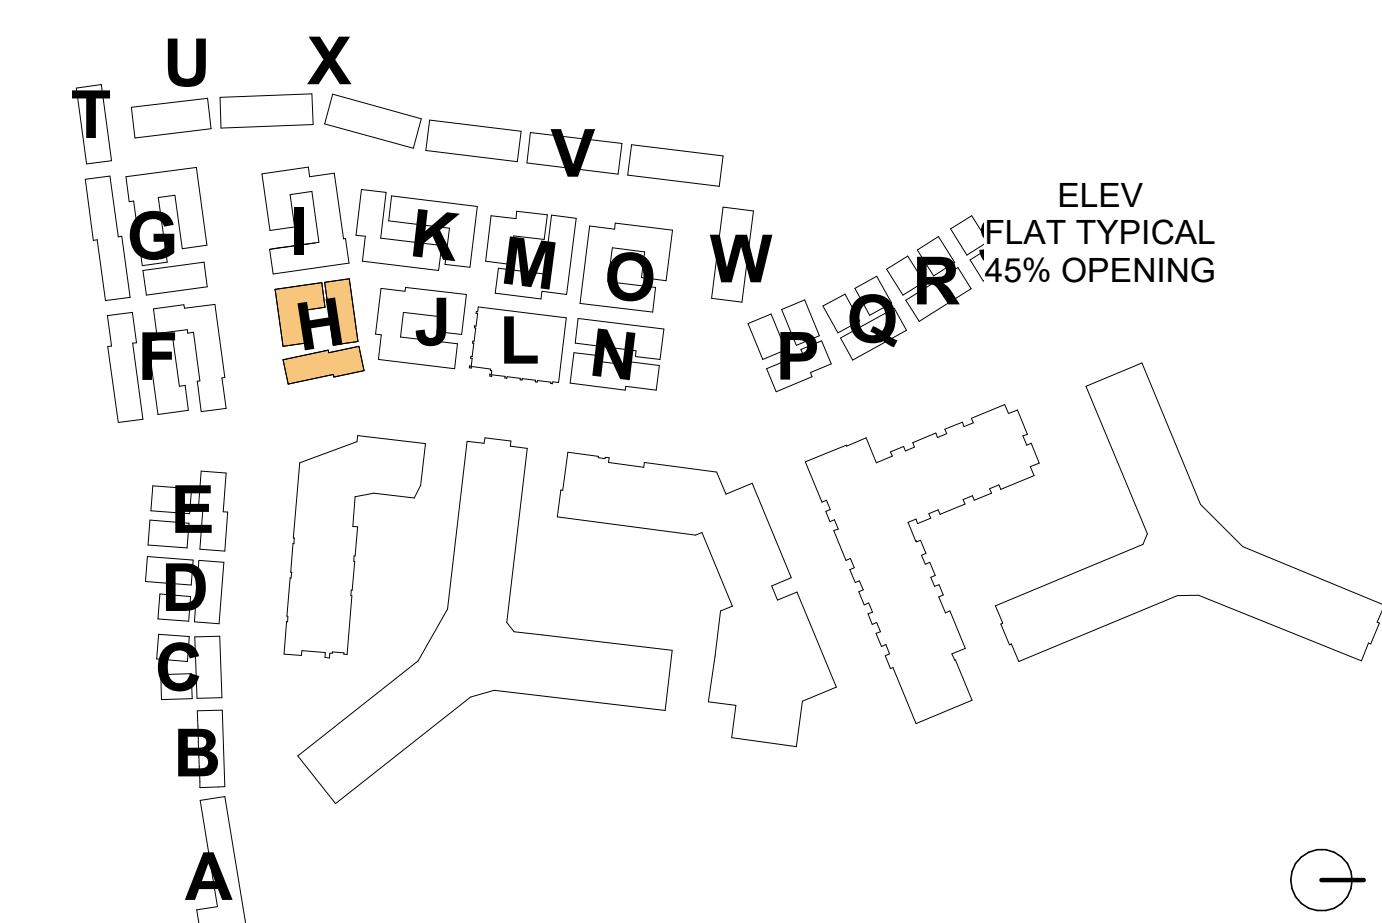 U X
T
V
G I K M O W
ELEV
FLAT TYPICAL
45% OPENING
R
F H J L N P Q
E
D
C
B
A